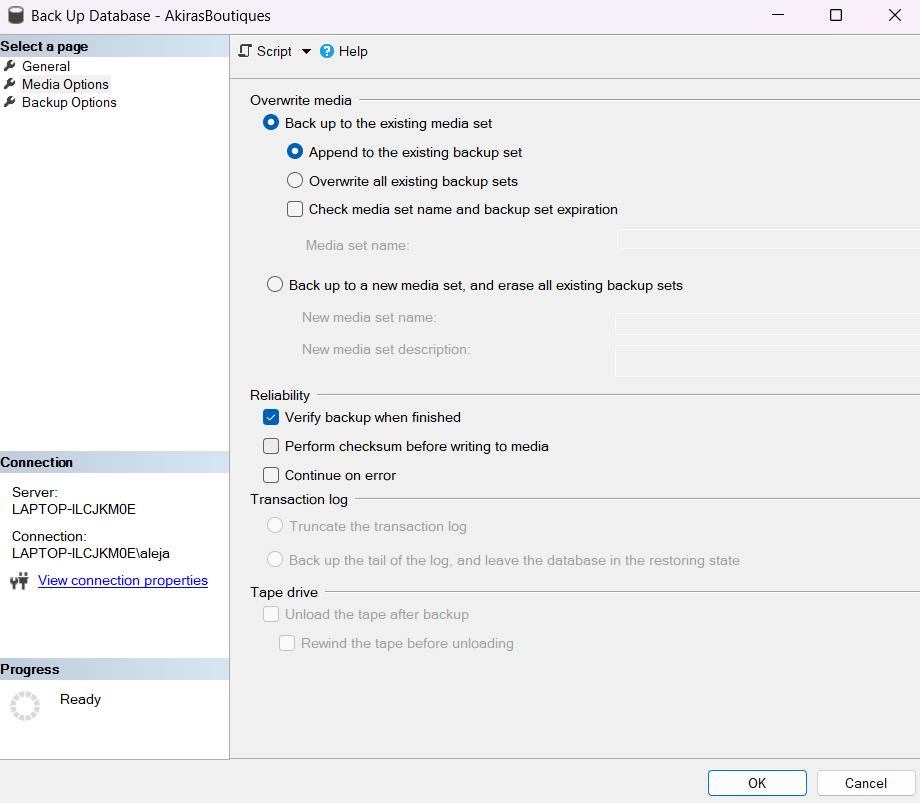 Back Up Database - AkirasBoutiques
Select a page
General
Media Options
Backup Options
Script
Help
Overwrite media
Back up to the existing media set
Append to the existing backup set
Overwrite all existing backup sets
Check media set name and backup set expiration
Media set name:
Back up to a new media set, and erase all existing backup sets
New media set name:
New media set description:
Reliability
Verify backup when finished
Perform checksum before writing to media
Continue on error
Transaction log
Truncate the transaction log
Back up the tail of the log, and leave the database in the restoring state
Tape drive
Unload the tape after backup
Rewind the tape before unloading
Connection
Server:
LAPTOP-ILCJKM0E
Connection:
LAPTOP-ILCJKM0E\aleja
View connection properties
Progress
Ready
OK
Cancel